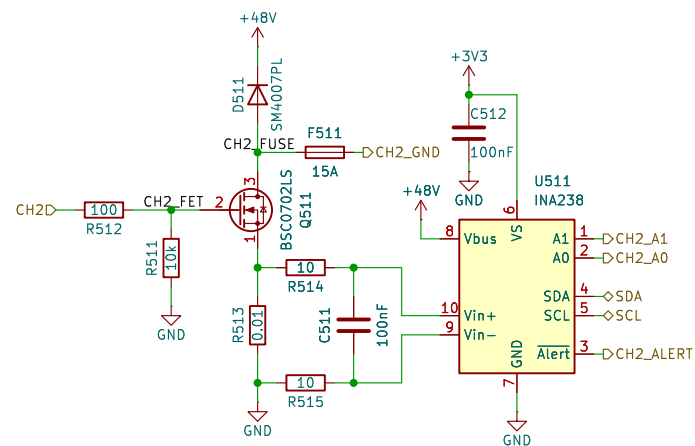 +48V
D511
SM4007PL
CH2_FUSE
F511
15A
CH2_GND
+3V3
C512
100nF
GND
CH2
100
R512
CH2_FET
R511
10k
GND
2
3
1
BSC0702LS
Q511
+48V
U511
INA238
6
VS
8
Vbus
A1
1
CH2_A1
A0
2
CH2_A0
SDA
4
SDA
SCL
5
SCL
10
Vin+
9
Vin-
Alert
3
CH2_ALERT
GND
7
GND
10
R514
R513
0.01
C511
100nF
10
R515
GND